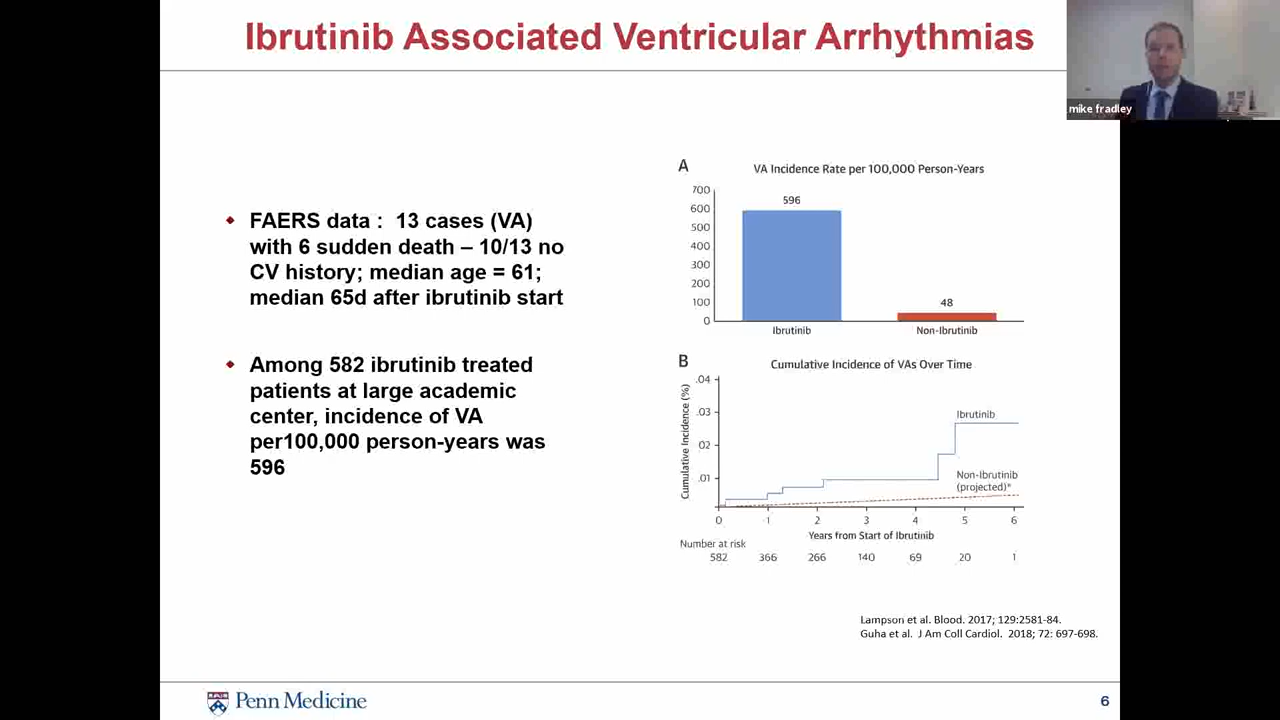 Ibrutinib Associated Ventricular Arrhythmias
mike fradley
FAERS data : 13 cases (VA)
with 6 sudden death – 10/13 no
CV history; median age = 61;
median 65d after ibrutinib start
Among 582 ibrutinib treated
patients at large academic
center, incidence of VA
per100,000 person-years was
596
A
VA Incidence Rate per 100,000 Person-Years
700
600
500
400
300
200
100
0
596
48
Ibrutinib
Non-Ibrutinib
B
Cumulative Incidence of VAs Over Time
Cumulative Incidence (%)
.04
.03
.02
.01
Ibrutinib
Non-Ibrutinib
(projected)*
0 1 2 3 4 5 6
Years from Start of Ibrutinib
Number at risk
582 366 266 140 69 20 1
Lampson et al. Blood. 2017; 129:2581-84.
Guha et al. J Am Coll Cardiol. 2018; 72: 697-698.
Penn Medicine
6